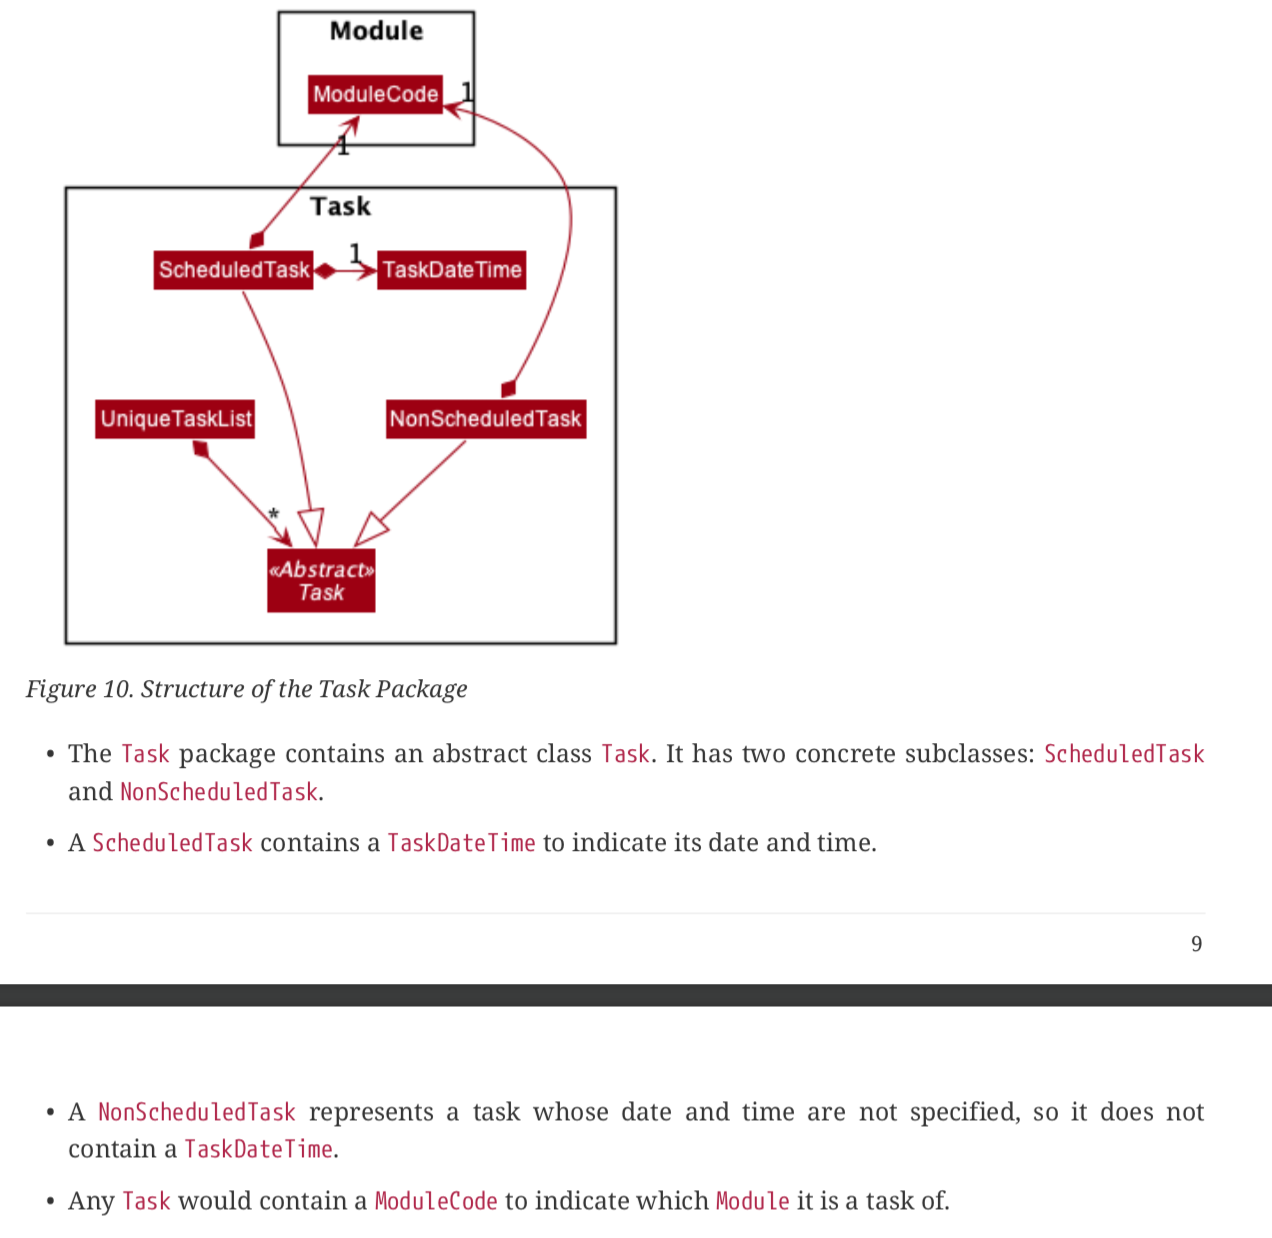 Module
ModuleCode
1
1
Task
ScheduledTask
1
TaskDateTime
UniqueTaskList
NonScheduledTask
*
«Abstract»
Task
Figure 10. Structure of the Task Package
• The Task package contains an abstract class Task. It has two concrete subclasses: ScheduledTask
and NonScheduledTask.
• A ScheduledTask contains a TaskDateTime to indicate its date and time.
9
• A NonScheduledTask represents a task whose date and time are not specified, so it does not
contain a TaskDateTime.
• Any Task would contain a ModuleCode to indicate which Module it is a task of.